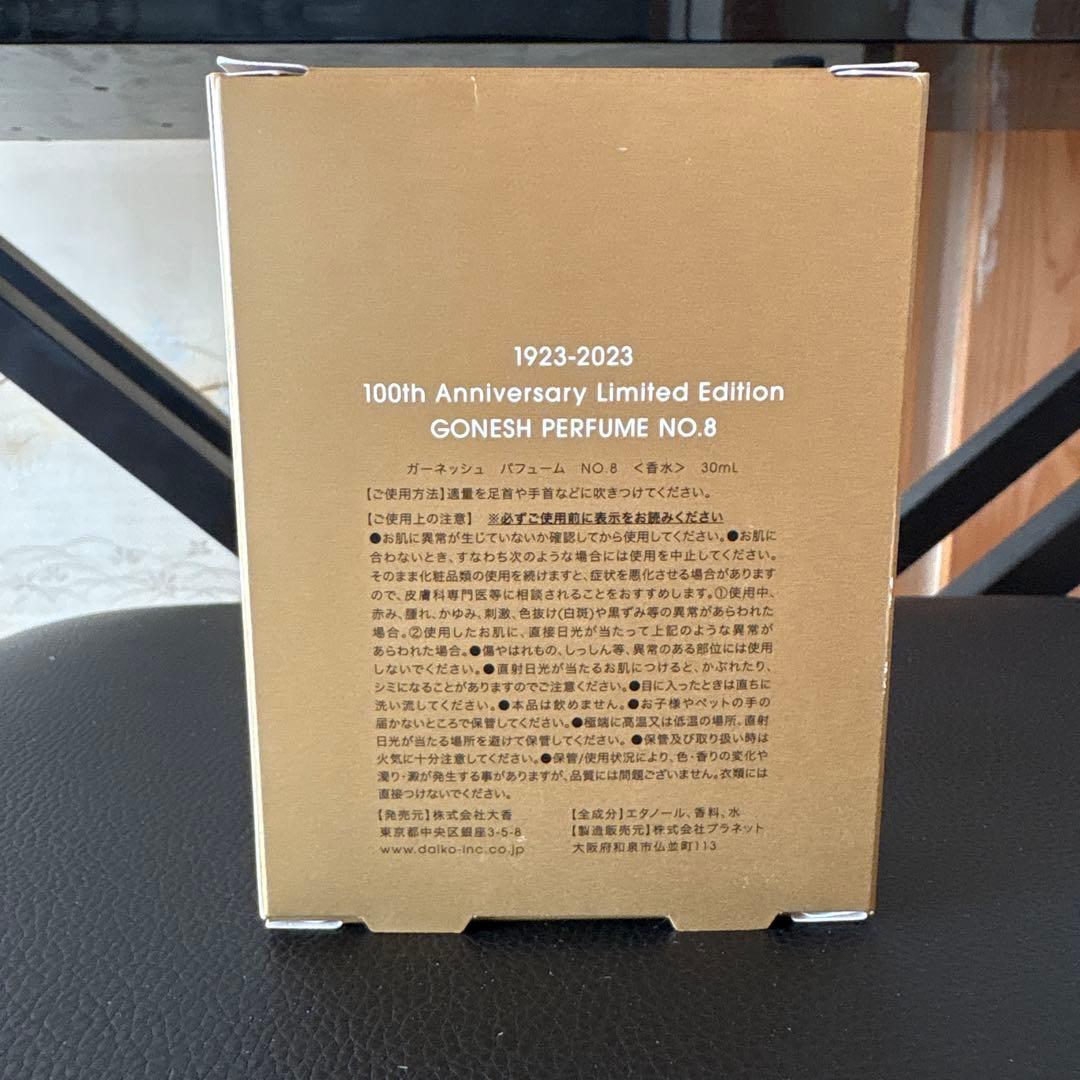 1923-2023
100th Anniversary Limited Edition
GONESH PERFUME NO.8
ガーネッシュ パフューム NO.8 <香水> 30mL
【ご使用方法】適量を足首や手首などに吹きつけてください。
【ご使用上の注意】 ※必ずご使用前に表示をお読みください
●お肌に異常が生じていないか確認してから使用してください。●お肌に
合わないとき、すなわち次のような場合には使用を中止してください。
そのまま化粧品類の使用を続けますと、症状を悪化させる場合があります
ので、皮膚科専門医等に相談されることをおすすめします。①使用中、
赤み、腫れ、かゆみ、刺激、色抜け(白斑)や黒ずみ等の異常があらわれた
場合。②使用したお肌に、直接日光が当たって上記のような異常が
あらわれた場合。●傷やはれもの、しっしん等、異常のある部位には使用
しないでください。●直射日光が当たるお肌につけると、かぶれたり、
シミになることがありますのでご注意ください。●目に入ったときは直ちに
洗い流してください。●本品は飲めません。●お子様やペットの手の
届かないところで保管してください。●極端に高温又は低温の場所、直射
日光が当たる場所を避けて保管してください。●保管及び取り扱い時は
火気に十分注意してください。●保管/使用状況により、色・香りの変化や
濁り・澱が発生する事がありますが、品質には問題ございません。衣類には
直接つけないでください。
【発売元】株式会社大香
東京都中央区銀座3-5-8
www.daiko-inc.co.jp
【全成分】エタノール、香料、水
【製造販売元】株式会社プラネット
大阪府和泉市仏並町113